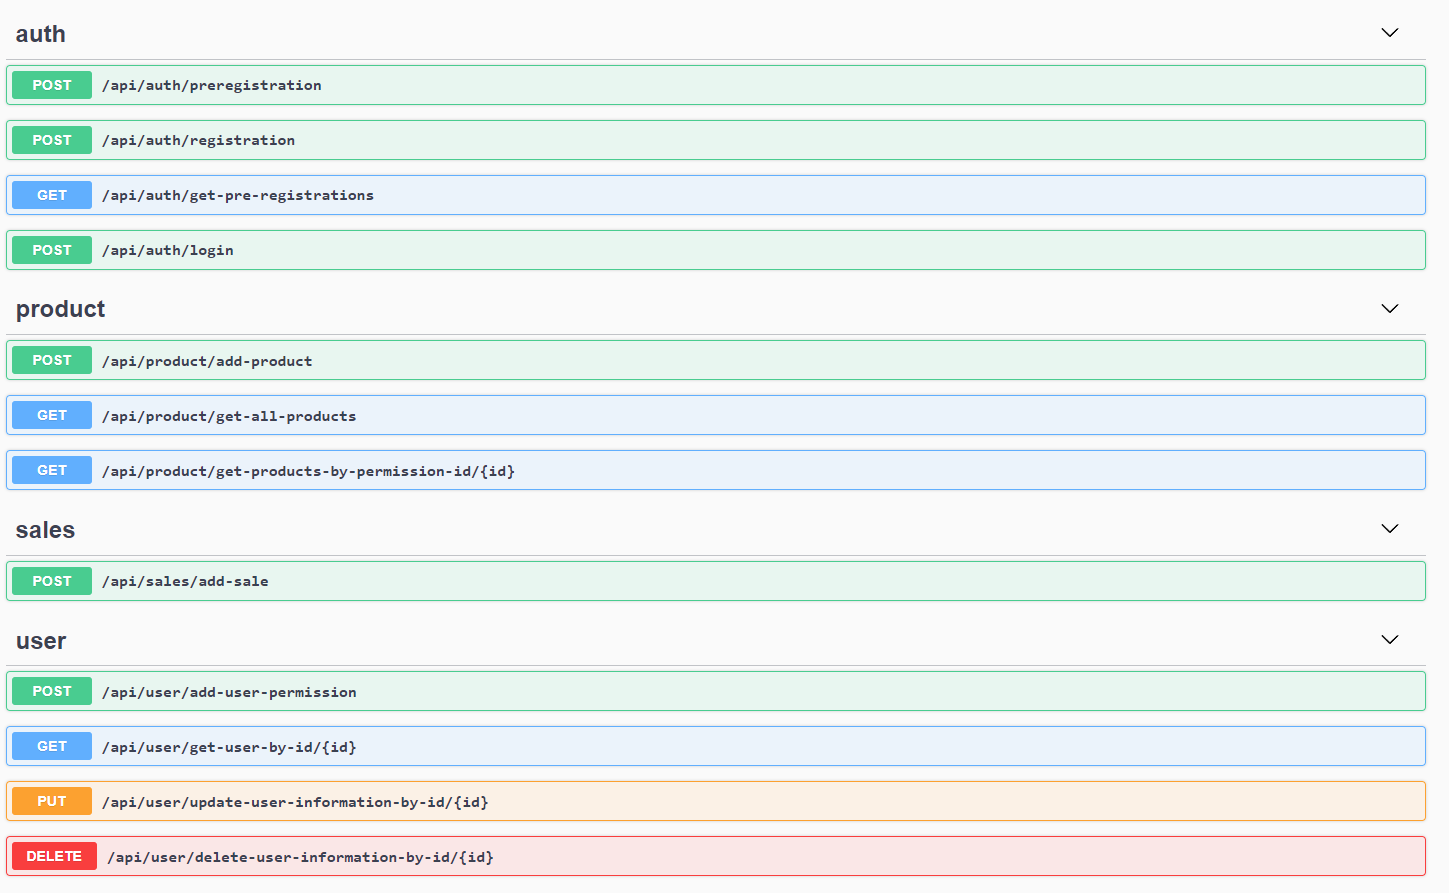 auth
POST /api/auth/preregistration
POST /api/auth/registration
GET /api/auth/get-pre-registrations
POST /api/auth/login
product
POST /api/product/add-product
GET /api/product/get-all-products
GET /api/product/get-products-by-permission-id/{id}
sales
POST /api/sales/add-sale
user
POST /api/user/add-user-permission
GET /api/user/get-user-by-id/{id}
PUT /api/user/update-user-information-by-id/{id}
DELETE /api/user/delete-user-information-by-id/{id}